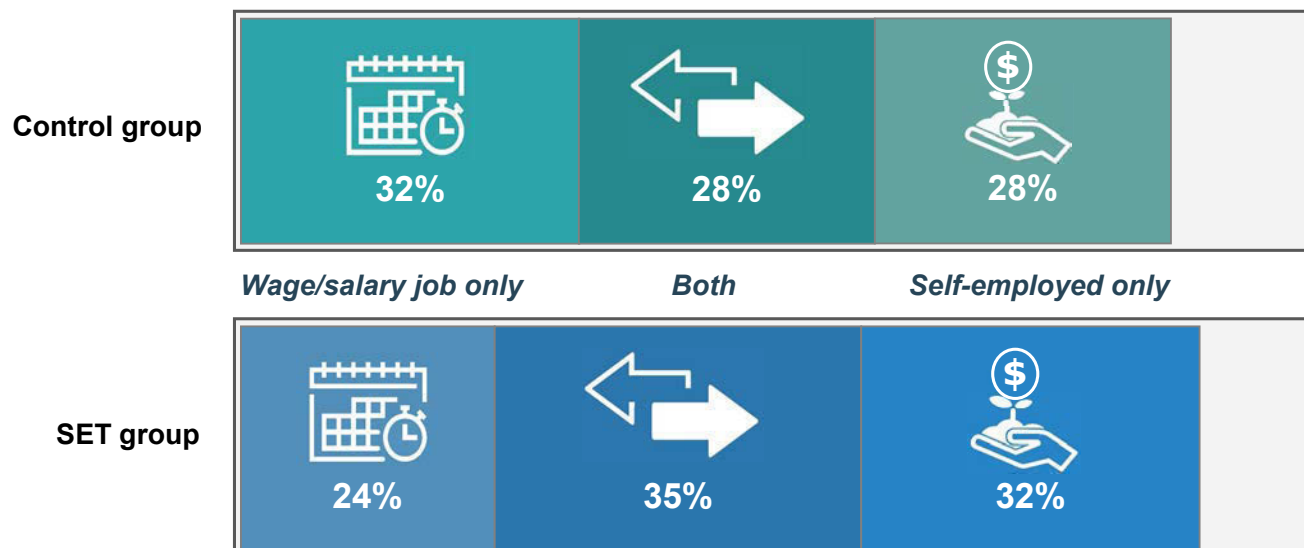 $
Control group
32% 28% 28%
Wage/salary job only Both Self-employed only
$
SET group
24% 35% 32%